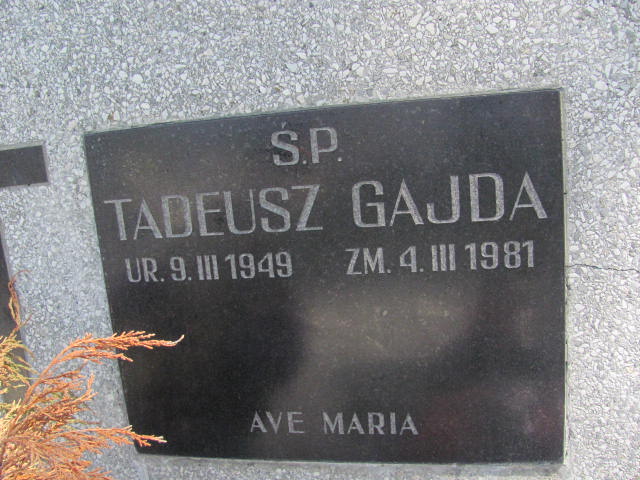 Ś.P.
TADEUSZ GAJDA
UR. 9. III 1949 ZM. 4. III 1981
AVE MARIA